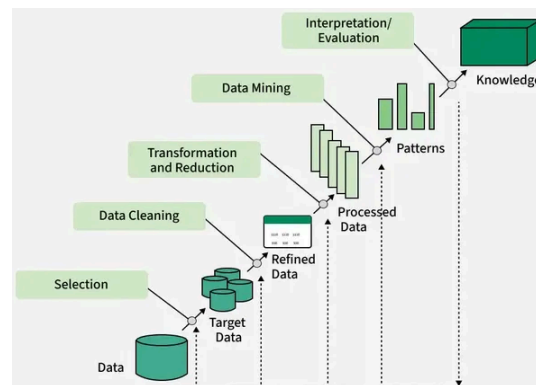 Interpretation/
Evaluation
Knowledge
Data Mining
Patterns
Transformation
and Reduction
Processed
Data
Data Cleaning
Refined
Data
Selection
Target
Data
Data